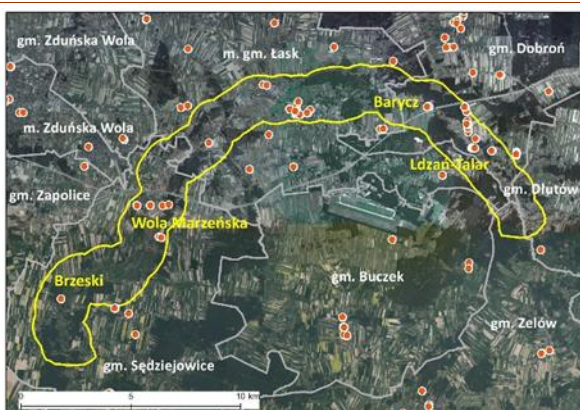 gm. Zduńska Wola
m. gm. Łask
gm. Dobroń
Barycz
m. Zduńska Wola
Ldzań-Talar
gm. Zapolice
gm. Dłutów
Wola Marzeńska
gm. Buczek
Brzeski
gm. Zelów
gm. Sędziejowice
0 5 10 km